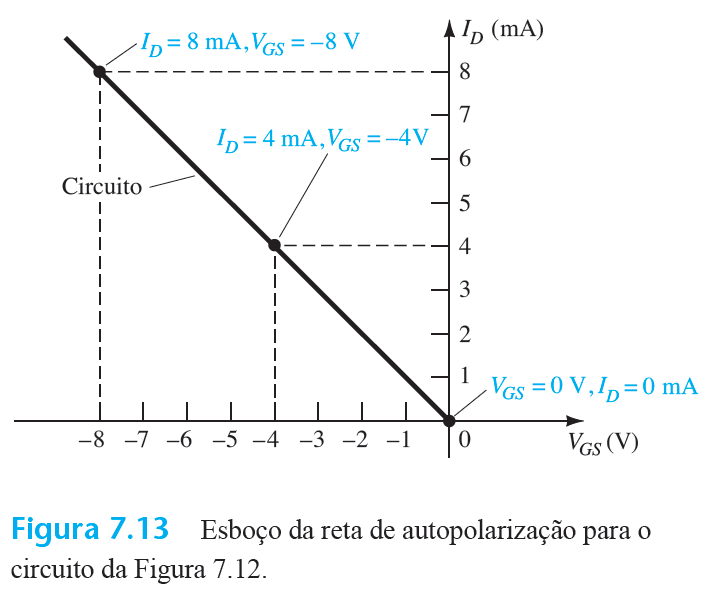 I_D (mA)
I_D = 8 mA, V_GS = –8 V
8
7
I_D = 4 mA, V_GS = –4V
6
Circuito
5
4
3
2
1
V_GS = 0 V, I_D = 0 mA
–8 –7 –6 –5 –4 –3 –2 –1 0
V_GS (V)
Figura 7.13 Esboço da reta de autopolarização para o
circuito da Figura 7.12.